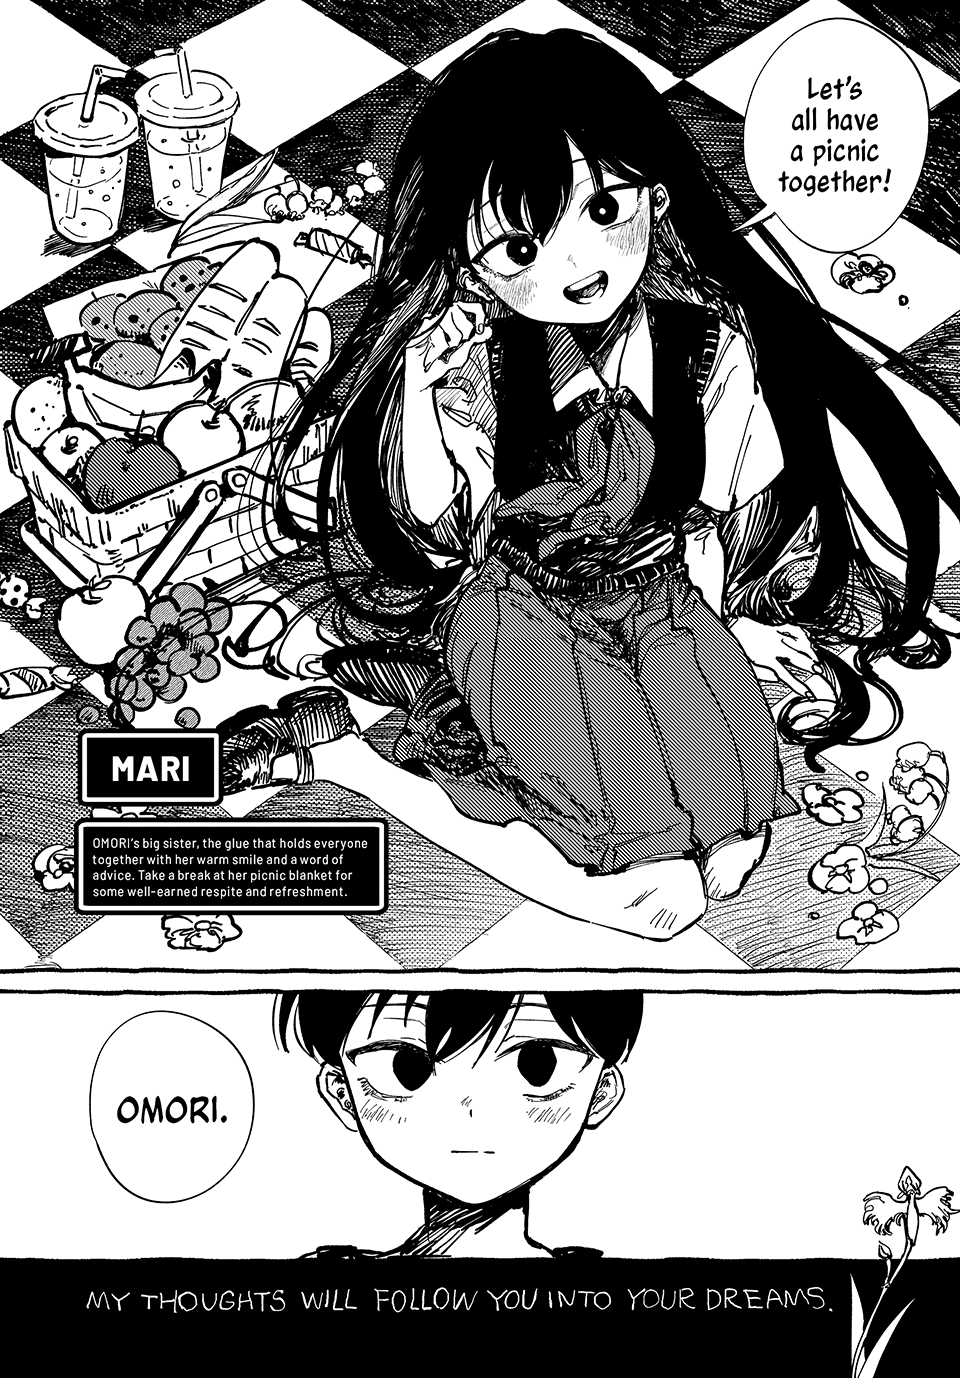 Let's
all have
a picnic
together!
MARI
OMORI's big sister, the glue that holds everyone
together with her warm smile and a word of
advice. Take a break at her picnic blanket for
some well-earned respite and refreshment.
OMORI.
MY THOUGHTS WILL FOLLOW YOU INTO YOUR DREAMS.